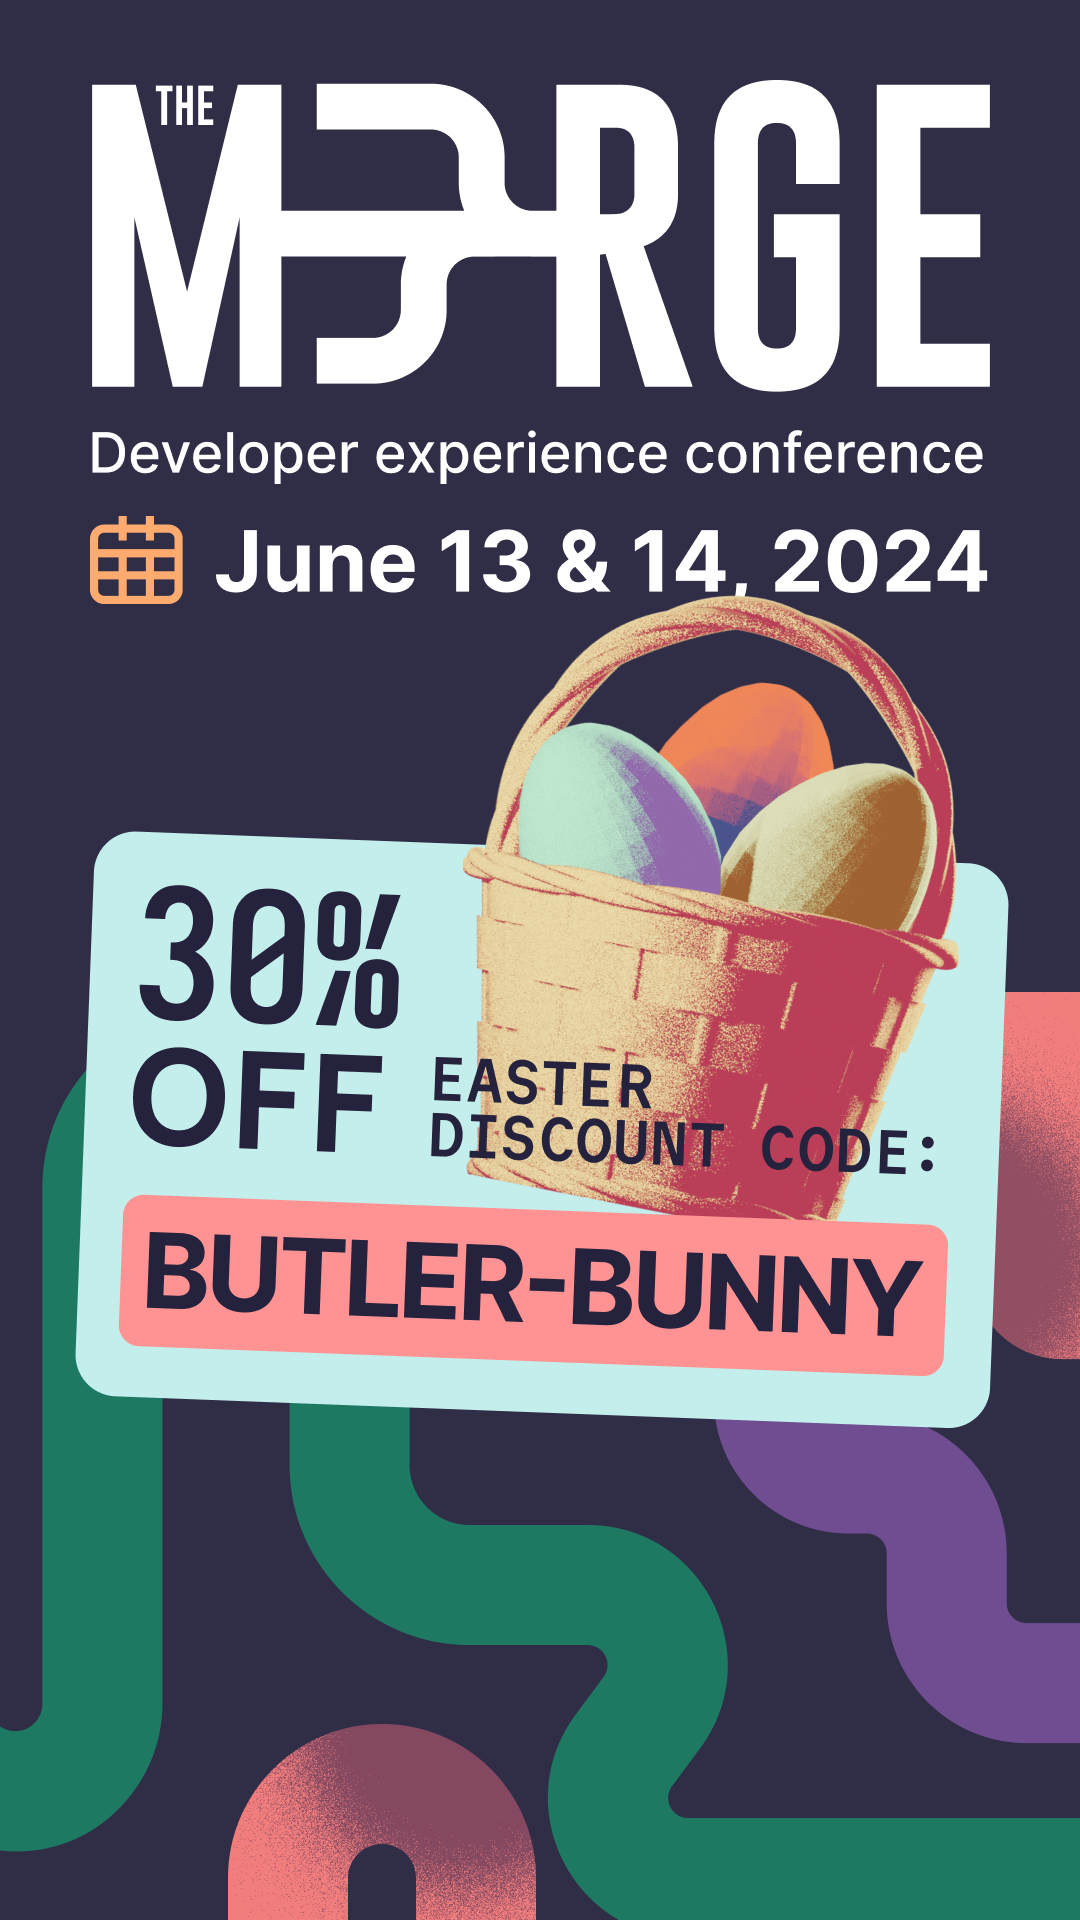 THE
MERGE
Developer experience conference
June 13 & 14, 2024
30%
OFF
EASTER
DISCOUNT CODE:
BUTLER-BUNNY